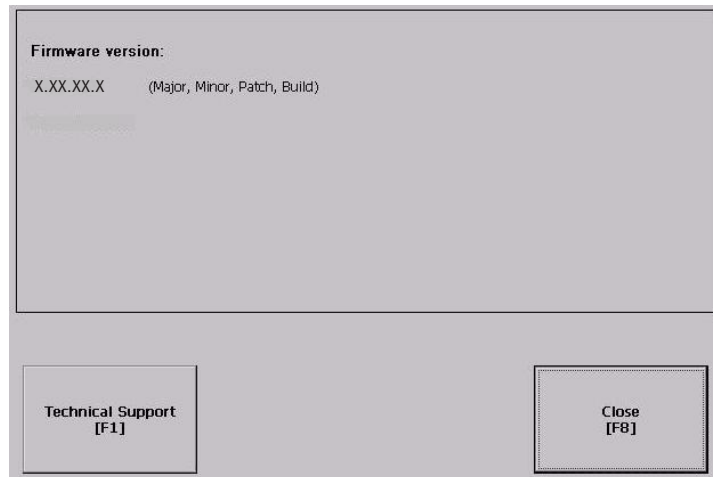 Firmware version:
X.XX.XX.X (Major, Minor, Patch, Build)
Technical Support
[F1]
Close
[F8]